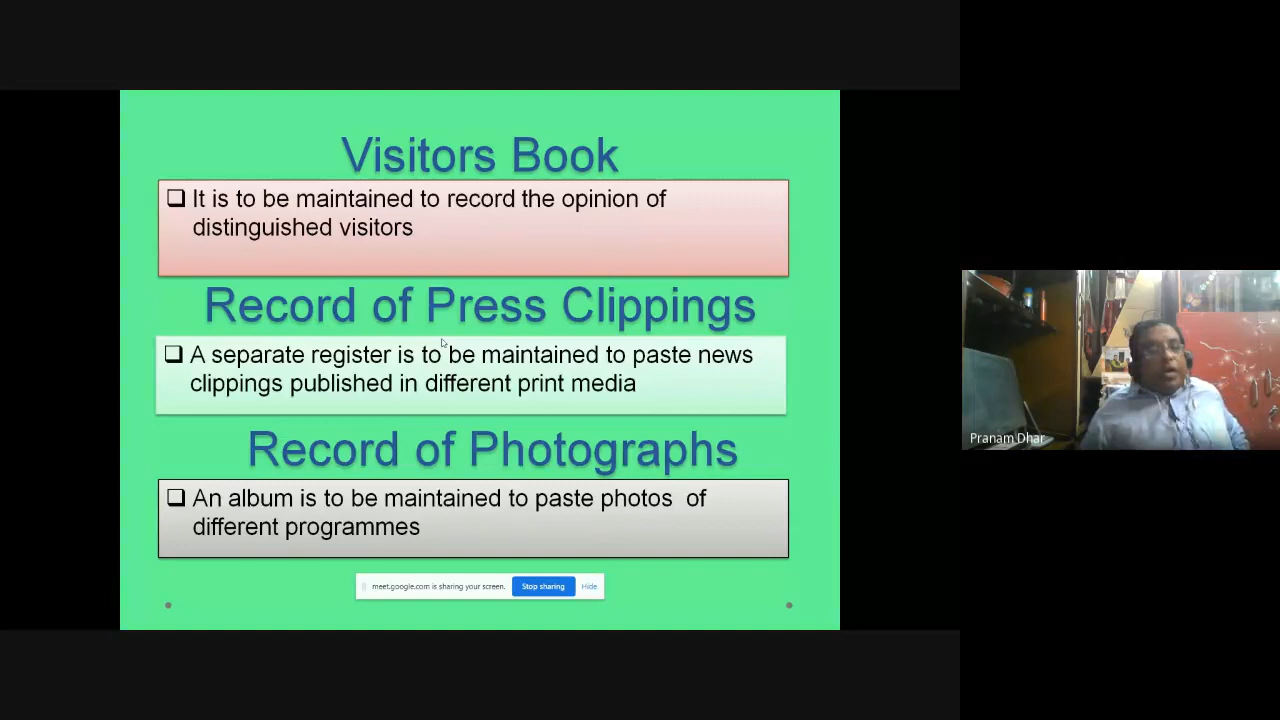 Visitors Book
❑ It is to be maintained to record the opinion of
distinguished visitors
Record of Press Clippings
❑ A separate register is to be maintained to paste news
clippings published in different print media
Record of Photographs
❑ An album is to be maintained to paste photos of
different programmes
meet.google.com is sharing your screen. Stop sharing Hide
Pranam Dhar